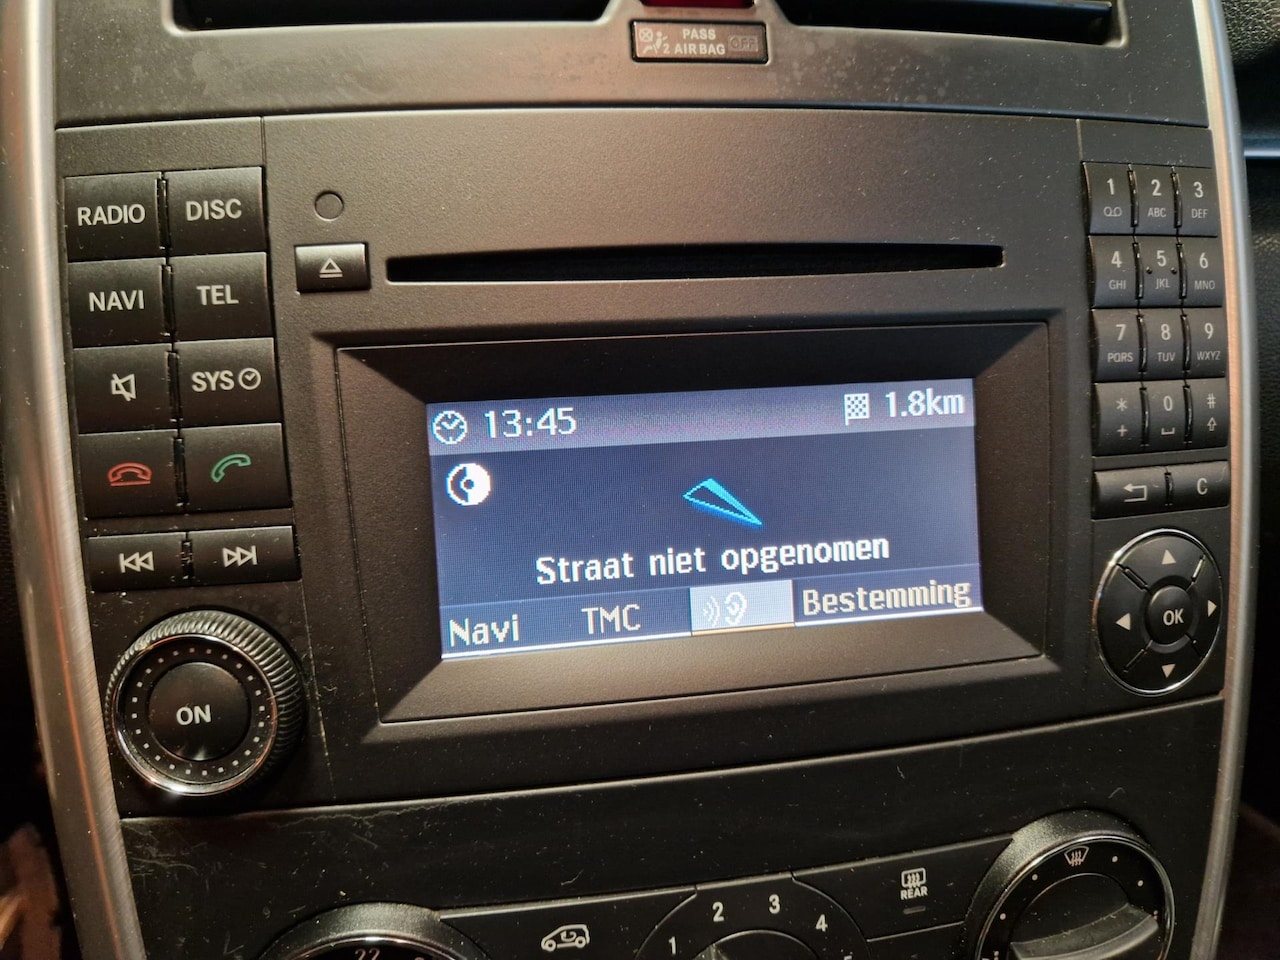 PASS
2 AIRBAG OFF
RADIO
DISC
NAVI
TEL
SYS
ON
13:45
1.8km
Straat niet opgenomen
Navi
TMC
Bestemming
1
2
3
ABC
DEF
4
5
6
GHI
JKL
MNO
7
8
9
PQRS
TUV
WXYZ
*
0
#
+
C
OK
REAR
22
1
2
3
4